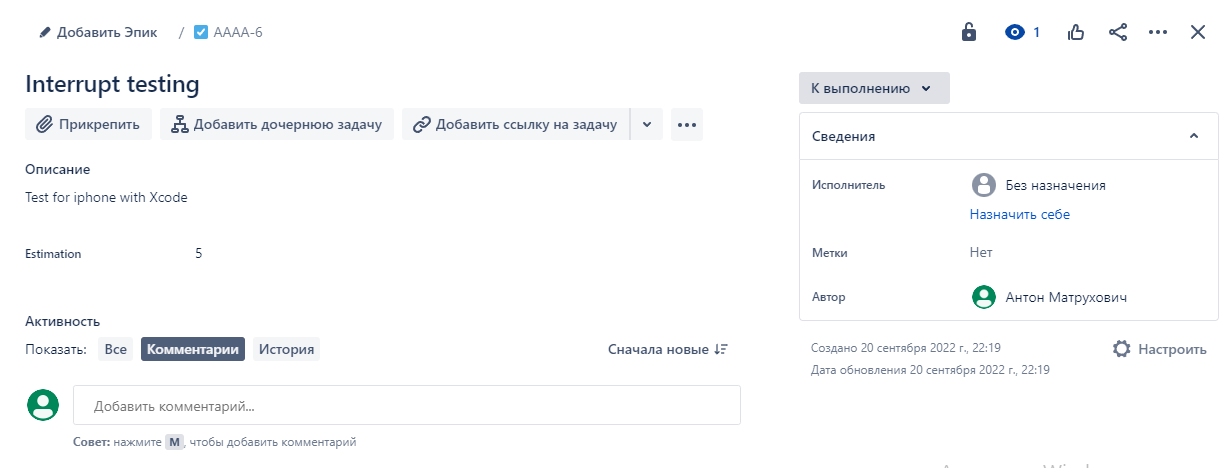 Добавить Эпик / АААА-6
1
Interrupt testing
К выполнению
Прикрепить
Добавить дочернюю задачу
Добавить ссылку на задачу
Сведения
Описание
Test for iphone with Xcode
Исполнитель
Без назначения
Назначить себе
Estimation
5
Метки
Нет
Автор
Антон Матрухович
Активность
Показать: Все Комментарии История
Сначала новые
Создано 20 сентября 2022 г., 22:19
Дата обновления 20 сентября 2022 г., 22:19
Настроить
Добавить комментарий...
Совет: нажмите M, чтобы добавить комментарий